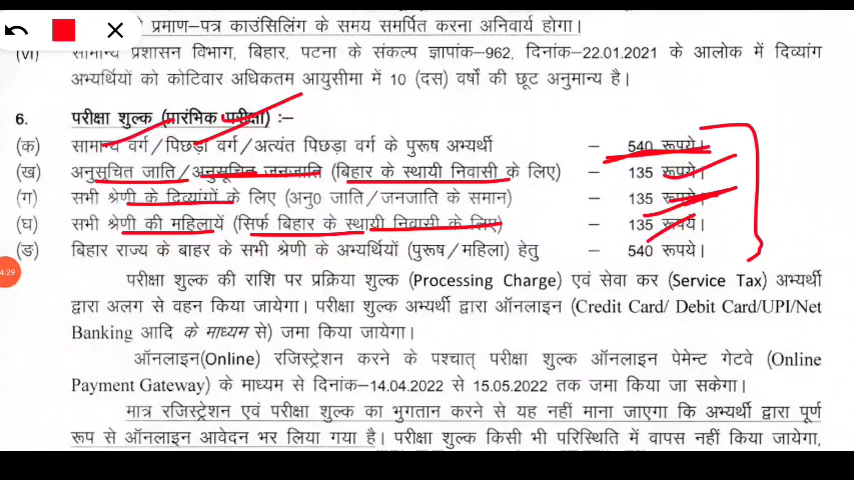 प्रमाण–पत्र काउंसिलिंग के समय समर्पित करना अनिवार्य होगा।
(VI) सामान्य प्रशासन विभाग, बिहार, पटना के संकल्प ज्ञापांक–962, दिनांक–22.01.2021 के आलोक में दिव्यांग
अभ्यर्थियों को कोटिवार अधिकतम आयुसीमा में 10 (दस) वर्षों की छूट अनुमान्य है।
6. परीक्षा शुल्क (प्रारंभिक परीक्षा) :–
(क) सामान्य वर्ग/पिछड़ा वर्ग/अत्यंत पिछड़ा वर्ग के पुरूष अभ्यर्थी – 540 रूपये।
(ख) अनुसूचित जाति/अनुसूचित जनजाति (बिहार के स्थायी निवासी के लिए) – 135 रूपये।
(ग) सभी श्रेणी के दिव्यांगों के लिए (अनु0 जाति/जनजाति के समान) – 135 रूपये।
(घ) सभी श्रेणी की महिलायें (सिर्फ बिहार के स्थायी निवासी के लिए) – 135 रूपये।
(ङ) बिहार राज्य के बाहर के सभी श्रेणी के अभ्यर्थियों (पुरूष/महिला) हेतु – 540 रूपये।
4:29
परीक्षा शुल्क की राशि पर प्रक्रिया शुल्क (Processing Charge) एवं सेवा कर (Service Tax) अभ्यर्थी
द्वारा अलग से वहन किया जायेगा। परीक्षा शुल्क अभ्यर्थी द्वारा ऑनलाइन (Credit Card/ Debit Card/UPI/Net
Banking आदि के माध्यम से) जमा किया जायेगा।
ऑनलाइन(Online) रजिस्ट्रेशन करने के पश्चात् परीक्षा शुल्क ऑनलाइन पेमेन्ट गेटवे (Online
Payment Gateway) के माध्यम से दिनांक–14.04.2022 से 15.05.2022 तक जमा किया जा सकेगा।
मात्र रजिस्ट्रेशन एवं परीक्षा शुल्क का भुगतान करने से यह नहीं माना जाएगा कि अभ्यर्थी द्वारा पूर्ण
रूप से ऑनलाइन आवेदन भर लिया गया है। परीक्षा शुल्क किसी भी परिस्थिति में वापस नहीं किया जायेगा,